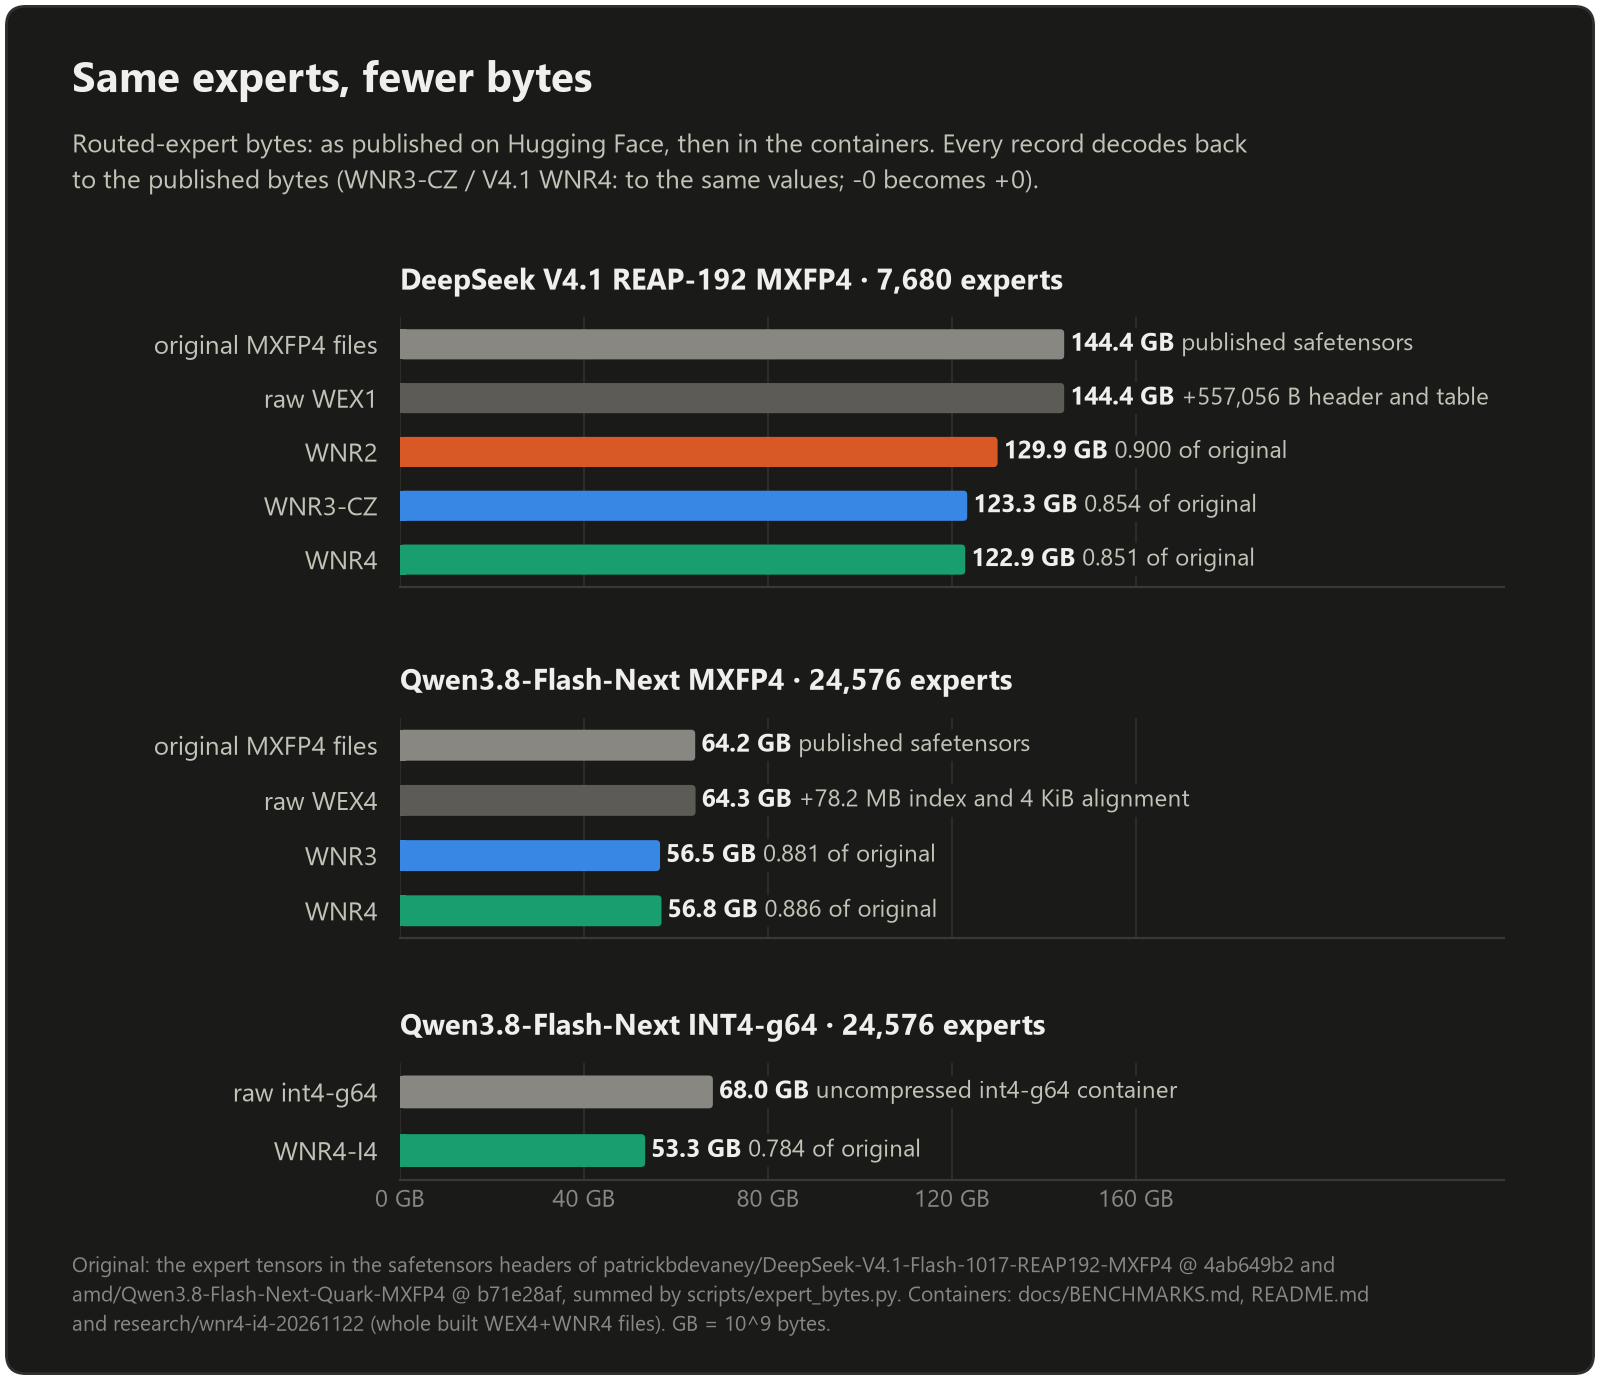 Same experts, fewer bytes
Routed-expert bytes: as published on Hugging Face, then in the containers. Every record decodes back
to the published bytes (WNR3-CZ / V4.1 WNR4: to the same values; -0 becomes +0).
DeepSeek V4.1 REAP-192 MXFP4 · 7,680 experts
original MXFP4 files 144.4 GB published safetensors
raw WEX1 144.4 GB +557,056 B header and table
WNR2 129.9 GB 0.900 of original
WNR3-CZ 123.3 GB 0.854 of original
WNR4 122.9 GB 0.851 of original
Qwen3.8-Flash-Next MXFP4 · 24,576 experts
original MXFP4 files 64.2 GB published safetensors
raw WEX4 64.3 GB +78.2 MB index and 4 KiB alignment
WNR3 56.5 GB 0.881 of original
WNR4 56.8 GB 0.886 of original
Qwen3.8-Flash-Next INT4-g64 · 24,576 experts
raw int4-g64 68.0 GB uncompressed int4-g64 container
WNR4-I4 53.3 GB 0.784 of original
0 GB 40 GB 80 GB 120 GB 160 GB
Original: the expert tensors in the safetensors headers of patrickbdevaney/DeepSeek-V4.1-Flash-1017-REAP192-MXFP4 @ 4ab649b2 and
amd/Qwen3.8-Flash-Next-Quark-MXFP4 @ b71e28af, summed by scripts/expert_bytes.py. Containers: docs/BENCHMARKS.md, README.md
and research/wnr4-i4-20261122 (whole built WEX4+WNR4 files). GB = 10^9 bytes.